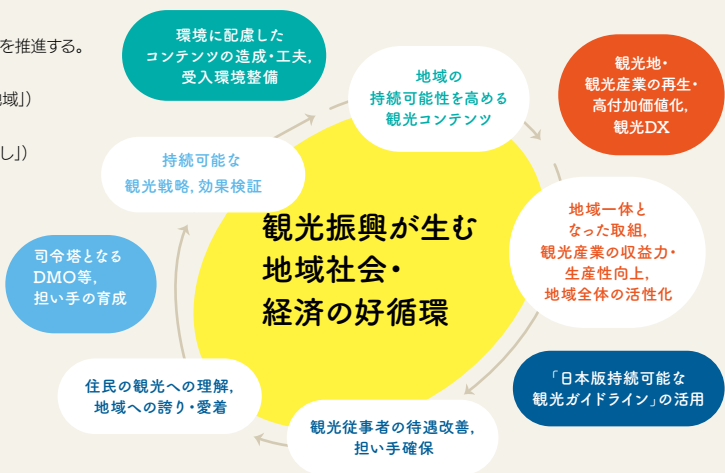 を推進する。
域」)
し」)
環境に配慮した
コンテンツの造成・工夫,
受入環境整備
地域の
持続可能性を高める
観光コンテンツ
観光地・
観光産業の再生・
高付加価値化,
観光DX
持続可能な
観光戦略, 効果検証
観光振興が生む
地域社会・
経済の好循環
地域一体と
なった取組,
観光産業の収益力・
生産性向上,
地域全体の活性化
司令塔となる
DMO等,
担い手の育成
住民の観光への理解,
地域への誇り・愛着
観光従事者の待遇改善,
担い手確保
「日本版持続可能な
観光ガイドライン」の活用